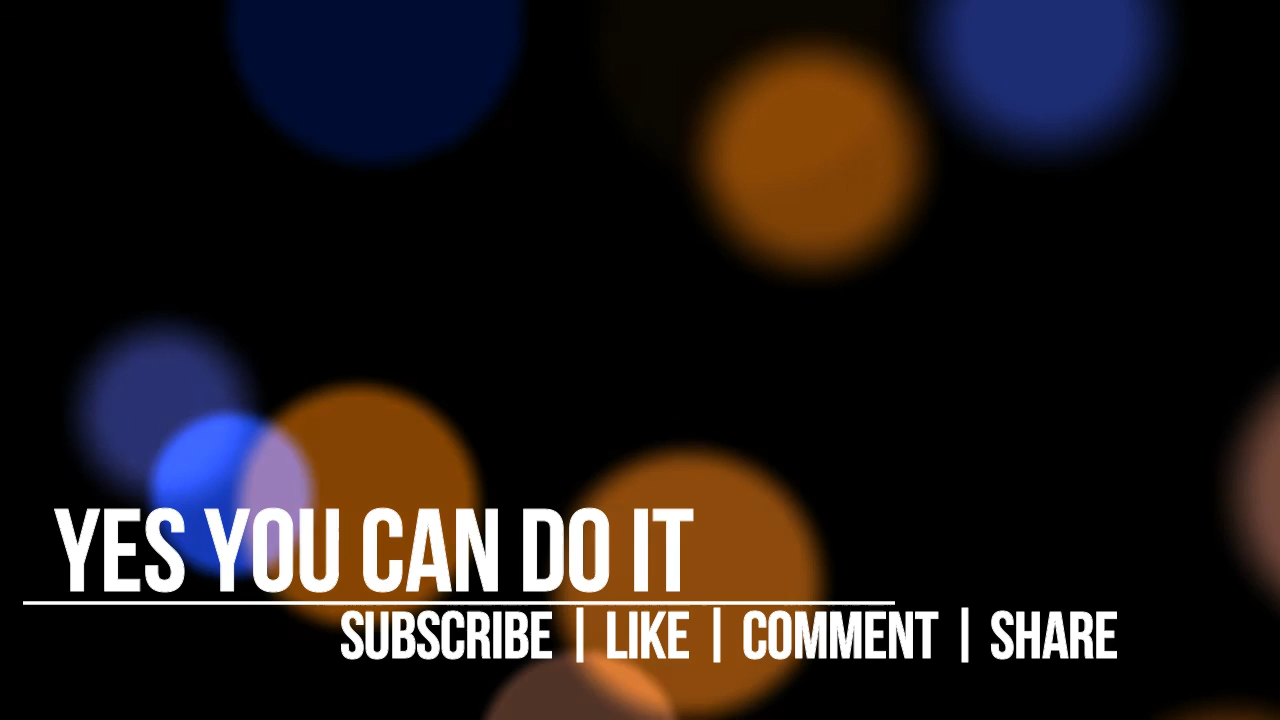 YES YOU CAN DO IT
SUBSCRIBE | LIKE | COMMENT | SHARE